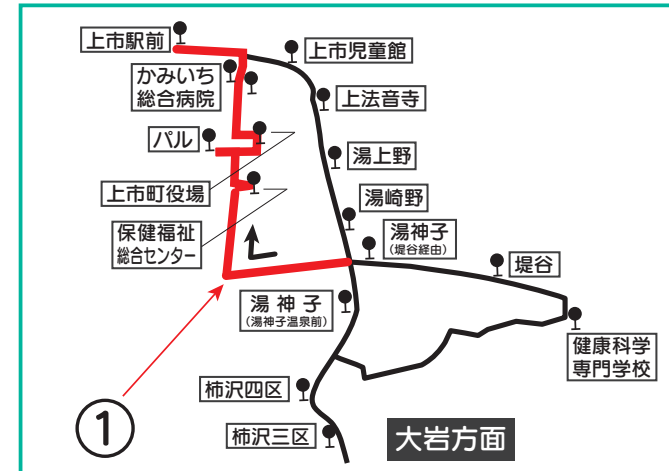 上市駅前
上市児童館
かみいち
総合病院
上法音寺
パル
湯上野
上市町役場
湯崎野
保健福祉
総合センター
湯神子
(堤谷経由)
堤谷
湯神子
(湯神子温泉前)
健康科学
専門学校
柿沢四区
①
柿沢三区
大岩方面